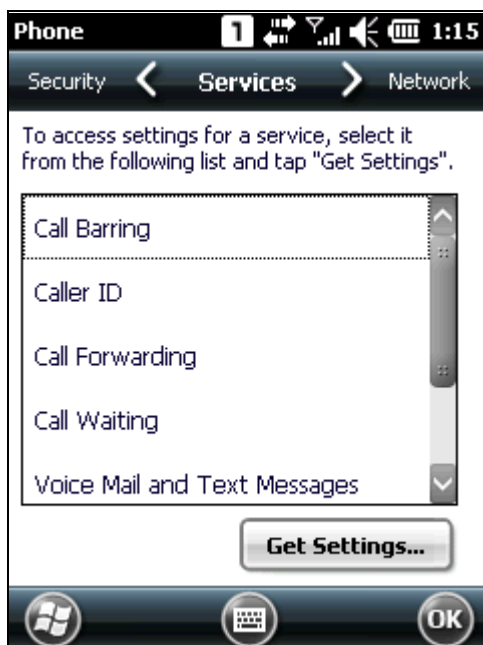 Phone 1 1:15
Security Services Network
To access settings for a service, select it
from the following list and tap "Get Settings".
Call Barring
Caller ID
Call Forwarding
Call Waiting
Voice Mail and Text Messages
Get Settings...
OK